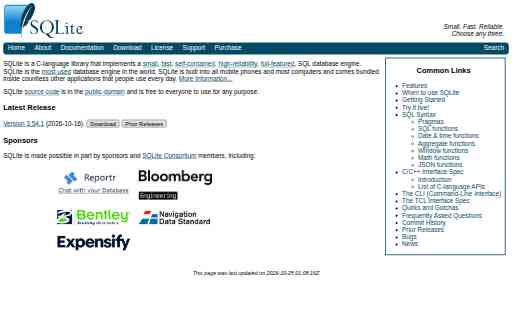 SQLite
Small. Fast. Reliable.
Choose any three.
Home About Documentation Download License Support Purchase Search
SQLite is a C-language library that implements a small, fast, self-contained, high-reliability, full-featured, SQL database engine.
SQLite is the most used database engine in the world. SQLite is built into all mobile phones and most computers and comes bundled
inside countless other applications that people use every day. More Information...
SQLite source code is in the public-domain and is free to everyone to use for any purpose.
Latest Release
Version 3.54.1 (2026-10-16). Download Prior Releases
Sponsors
SQLite is made possible in part by sponsors and SQLite Consortium members, including:
Reportr
Chat with your Database
Bloomberg
Engineering
Bentley
Navigation
Data Standard
Expensify
Common Links
Features
When to use SQLite
Getting Started
Try it live!
SQL Syntax
Pragmas
SQL functions
Date & time functions
Aggregate functions
Window functions
Math functions
JSON functions
C/C++ Interface Spec
Introduction
List of C-language APIs
The CLI (Command-Line Interface)
The TCL Interface Spec
Quirks and Gotchas
Frequently Asked Questions
Commit History
Prior Releases
Bugs
News
This page was last updated on